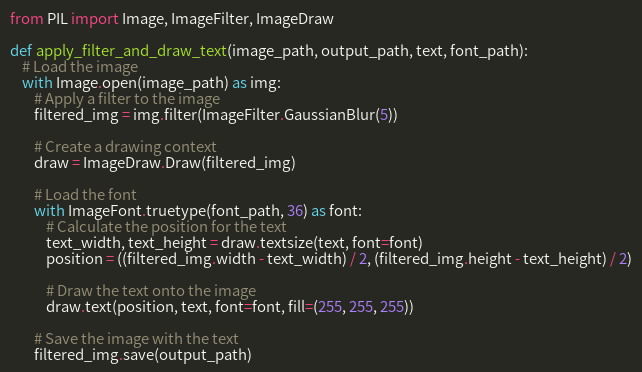 from PIL import Image, ImageFilter, ImageDraw

def apply_filter_and_draw_text(image_path, output_path, text, font_path):
    # Load the image
    with Image.open(image_path) as img:
        # Apply a filter to the image
        filtered_img = img.filter(ImageFilter.GaussianBlur(5))

        # Create a drawing context
        draw = ImageDraw.Draw(filtered_img)

        # Load the font
        with ImageFont.truetype(font_path, 36) as font:
            # Calculate the position for the text
            text_width, text_height = draw.textsize(text, font=font)
            position = ((filtered_img.width - text_width) / 2, (filtered_img.height - text_height) / 2)

            # Draw the text onto the image
            draw.text(position, text, font=font, fill=(255, 255, 255))

        # Save the image with the text
        filtered_img.save(output_path)